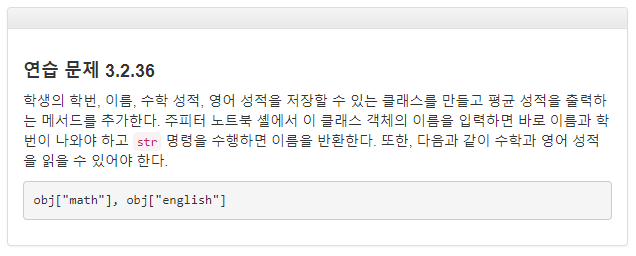 연습 문제 3.2.36
학생의 학번, 이름, 수학 성적, 영어 성적을 저장할 수 있는 클래스를 만들고 평균 성적을 출력하
는 메서드를 추가한다. 주피터 노트북 셸에서 이 클래스 객체의 이름을 입력하면 바로 이름과 학
번이 나와야 하고 str 명령을 수행하면 이름을 반환한다. 또한, 다음과 같이 수학과 영어 성적
을 읽을 수 있어야 한다.
obj["math"], obj["english"]